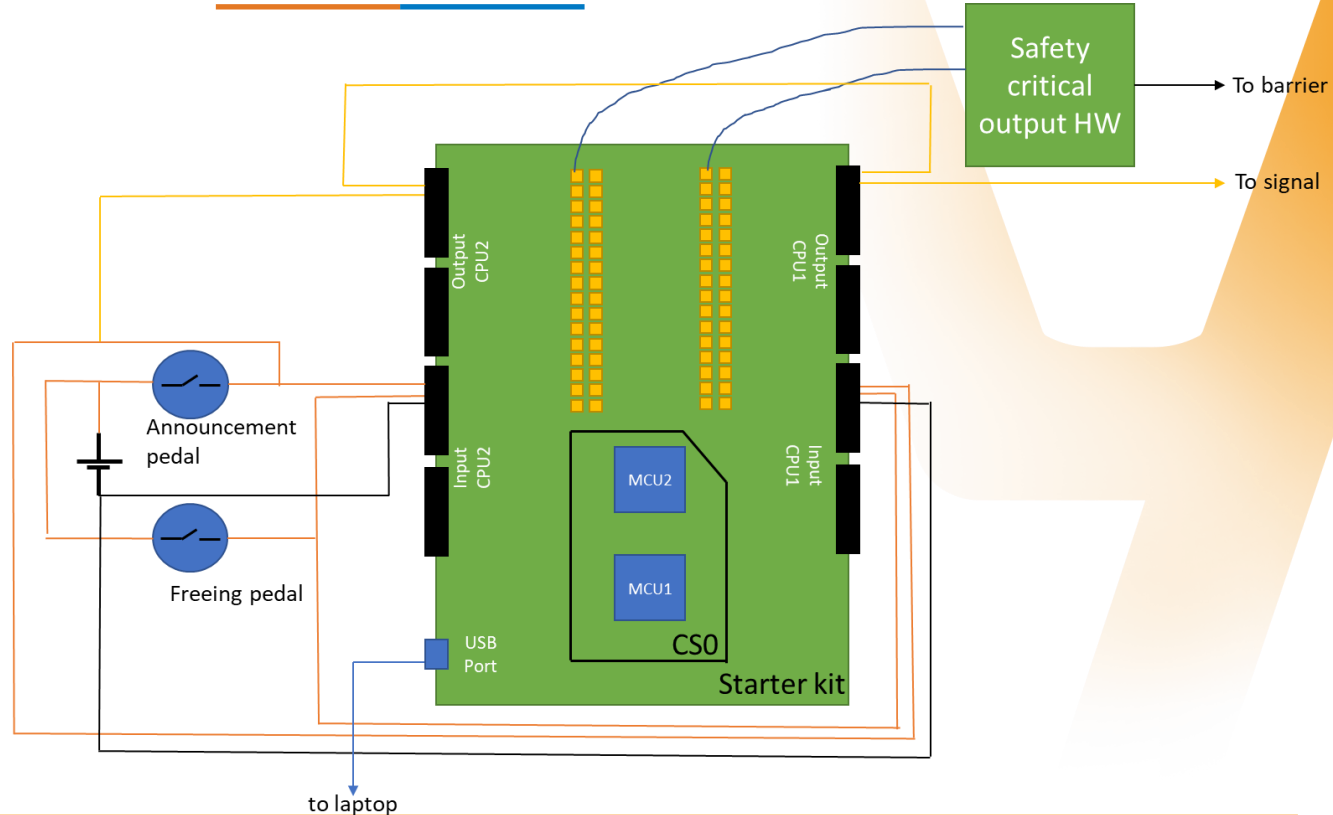 Safety
critical
output HW
To barrier
To signal
Output
CPU2
Output
CPU1
Announcement
pedal
Input
CPU2
Input
CPU1
MCU2
Freeing pedal
MCU1
USB
Port
CS0
Starter kit
to laptop